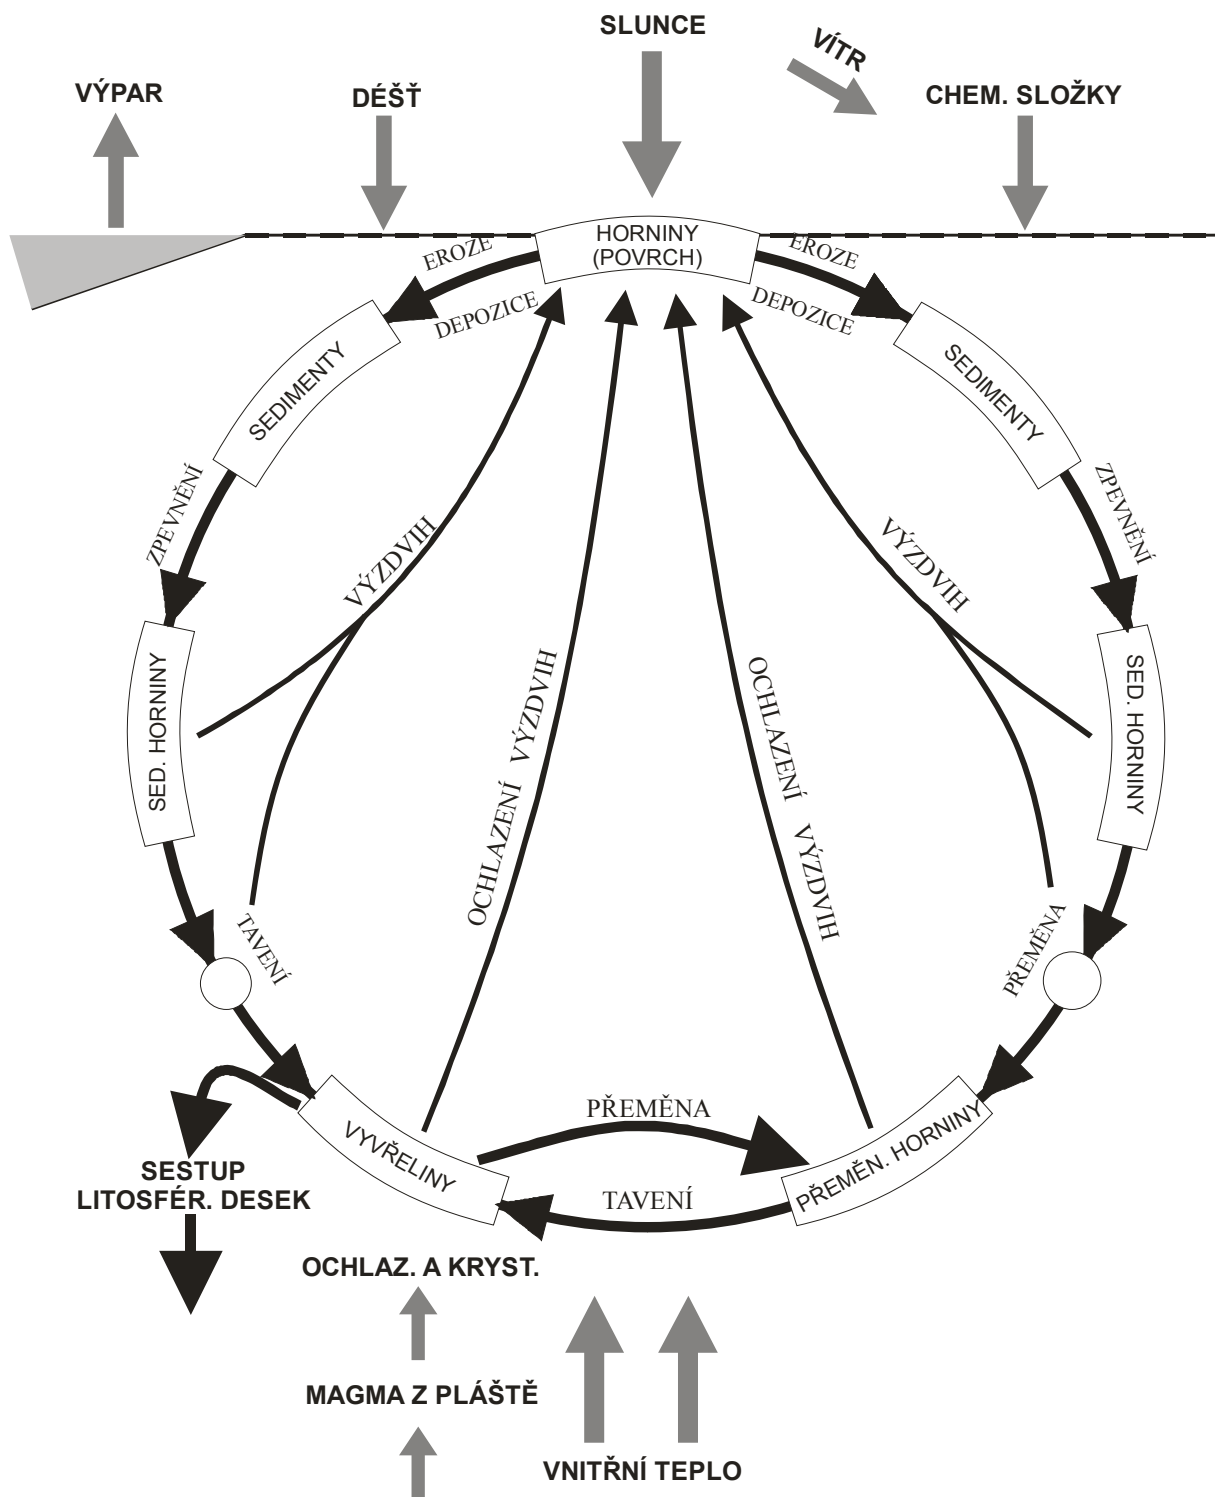 SLUNCE
VÍTR
VÝPAR
DÉŠŤ
CHEM. SLOŽKY
HORNINY
(POVRCH)
EROZE
EROZE
DEPOZICE
DEPOZICE
SEDIMENTY
SEDIMENTY
ZPEVNĚNÍ
ZPEVNĚNÍ
VÝZDVIH
VÝZDVIH
SED. HORNINY
OCHLAZENÍ VÝZDVIH
OCHLAZENÍ VÝZDVIH
SED. HORNINY
TAVENÍ
PŘEMĚNA
PŘEMĚNA
VYVŘELINY
PŘEMĚN. HORNINY
TAVENÍ
SESTUP
LITOSFÉR. DESEK
OCHLAZ. A KRYST.
MAGMA Z PLÁŠTĚ
VNITŘNÍ TEPLO